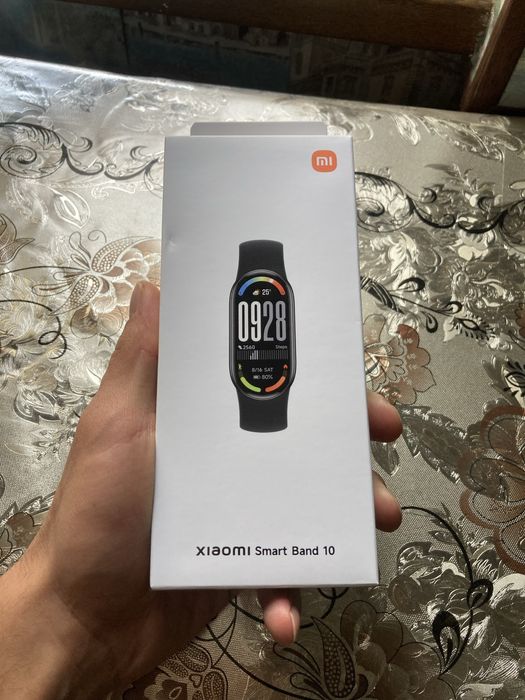 mi
25°
0928
2560 Steps
8/16 SAT
80%
xiaomi Smart Band 10